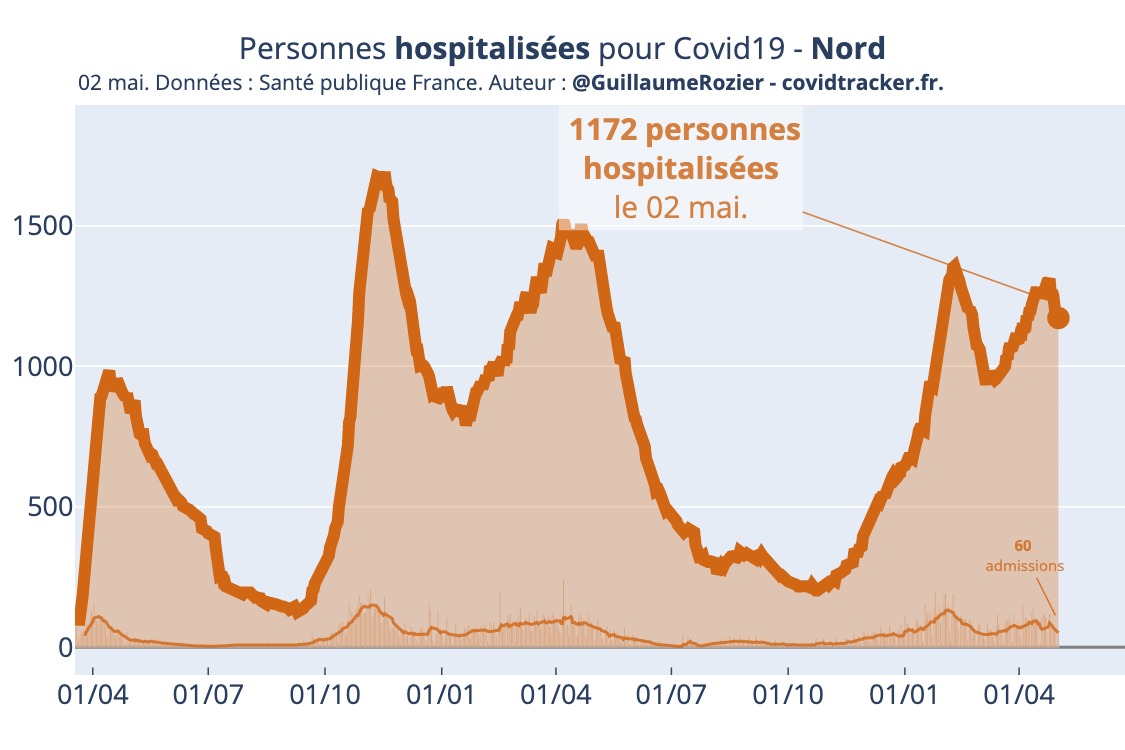 Personnes hospitalisées pour Covid19 - Nord
02 mai. Données : Santé publique France. Auteur : @GuillaumeRozier - covidtracker.fr.
1172 personnes
hospitalisées
le 02 mai.
1500
1000
500
60
admissions
0
01/04 01/07 01/10 01/01 01/04 01/07 01/10 01/01 01/04